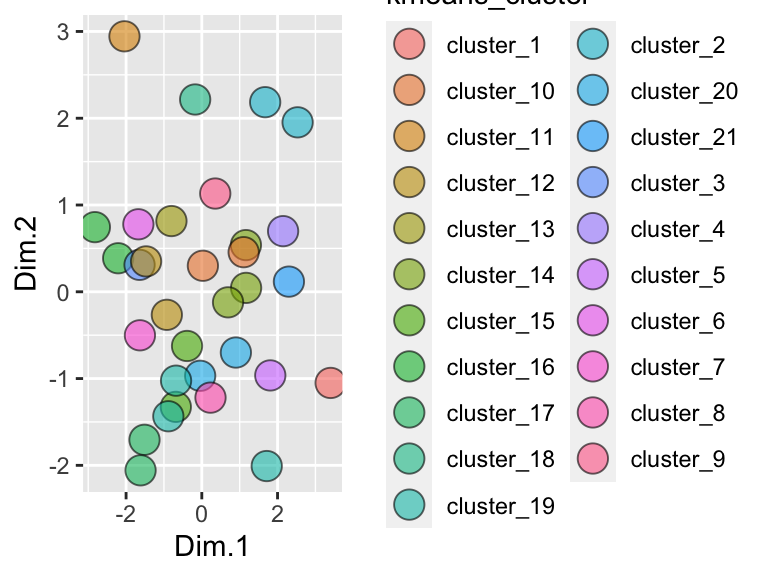 kmeans_cluster
3
2
1
0
-1
-2
Dim.2
-2 0 2
Dim.1
cluster_1
cluster_10
cluster_11
cluster_12
cluster_13
cluster_14
cluster_15
cluster_16
cluster_17
cluster_18
cluster_19
cluster_2
cluster_20
cluster_21
cluster_3
cluster_4
cluster_5
cluster_6
cluster_7
cluster_8
cluster_9